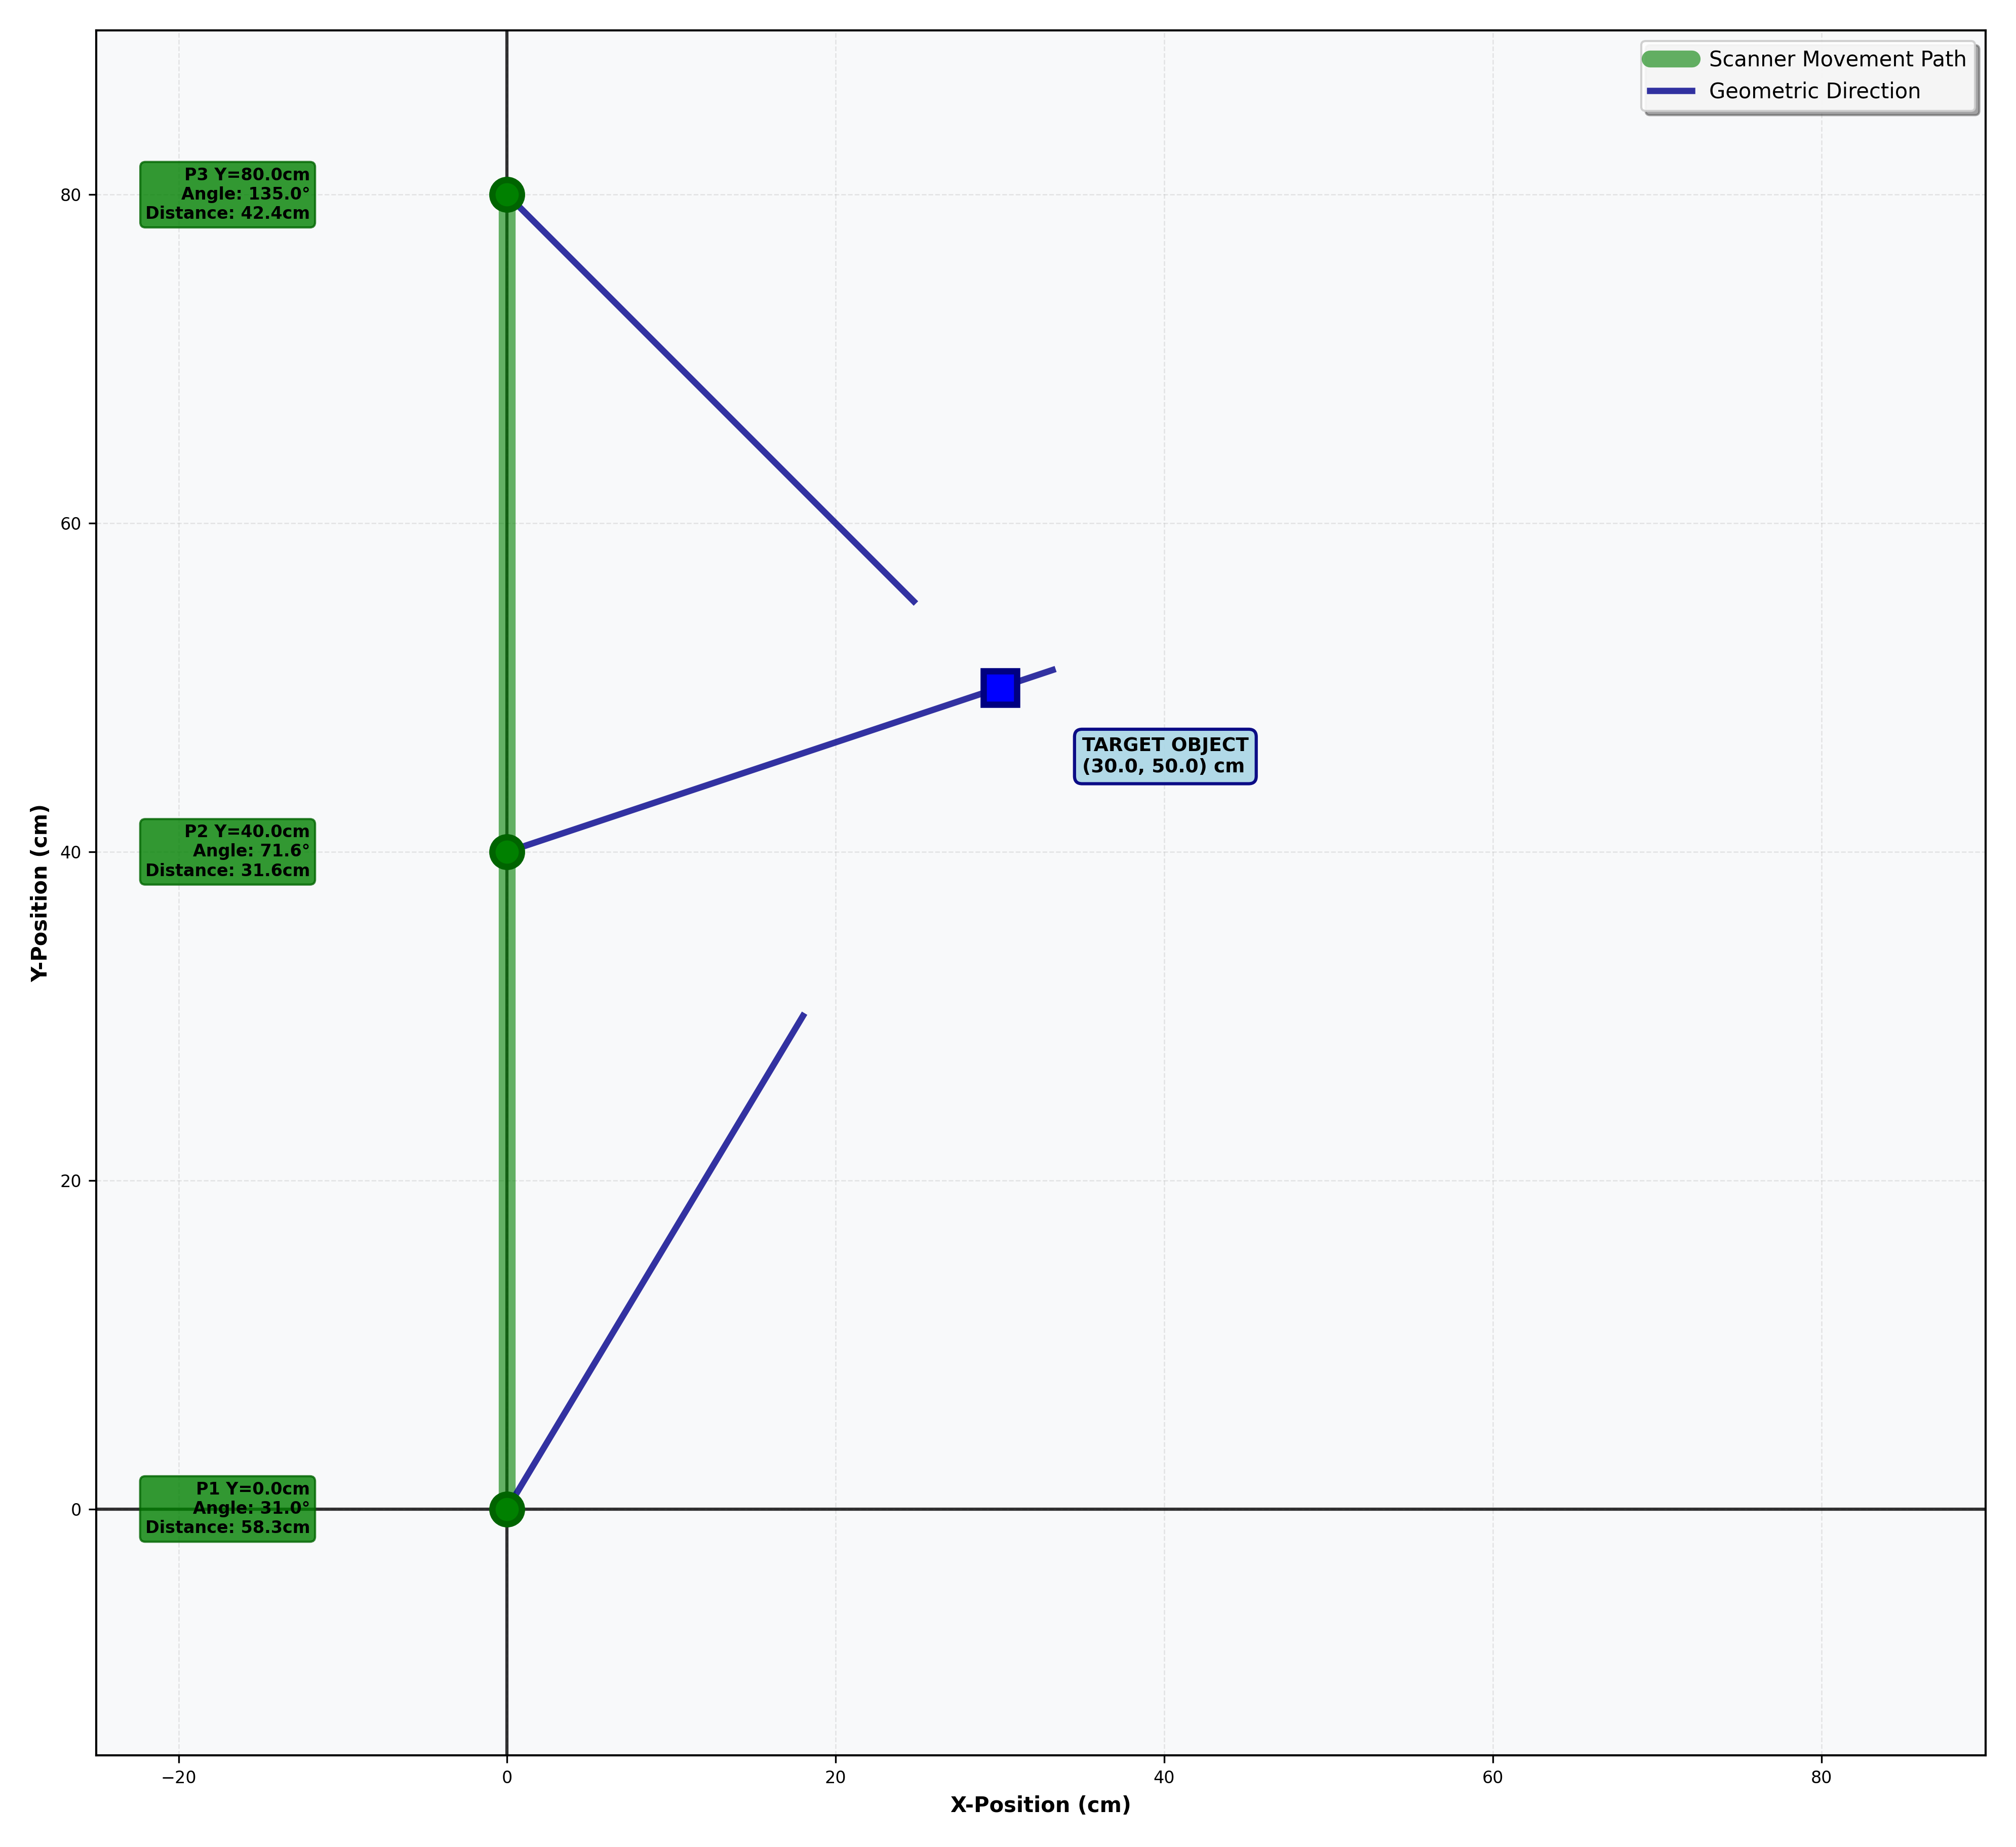 Scanner Movement Path
Geometric Direction
P3 Y=80.0cm
Angle: 135.0°
Distance: 42.4cm
TARGET OBJECT
(30.0, 50.0) cm
P2 Y=40.0cm
Angle: 71.6°
Distance: 31.6cm
P1 Y=0.0cm
Angle: 31.0°
Distance: 58.3cm
80
60
40
20
0
Y-Position (cm)
−20
0
20
40
60
80
X-Position (cm)